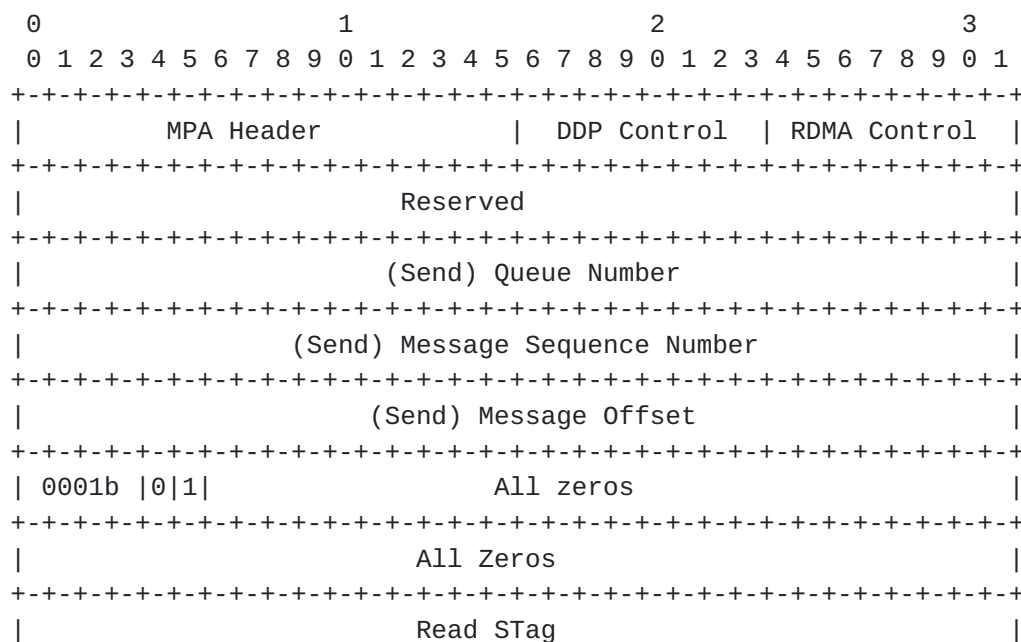 0                   1                   2                   3
 0 1 2 3 4 5 6 7 8 9 0 1 2 3 4 5 6 7 8 9 0 1 2 3 4 5 6 7 8 9 0 1
+-+-+-+-+-+-+-+-+-+-+-+-+-+-+-+-+-+-+-+-+-+-+-+-+-+-+-+-+-+-+-+-+
|         MPA Header            |  DDP Control  | RDMA Control  |
+-+-+-+-+-+-+-+-+-+-+-+-+-+-+-+-+-+-+-+-+-+-+-+-+-+-+-+-+-+-+-+-+
|                        Reserved                               |
+-+-+-+-+-+-+-+-+-+-+-+-+-+-+-+-+-+-+-+-+-+-+-+-+-+-+-+-+-+-+-+-+
|                       (Send) Queue Number                     |
+-+-+-+-+-+-+-+-+-+-+-+-+-+-+-+-+-+-+-+-+-+-+-+-+-+-+-+-+-+-+-+-+
|                 (Send) Message Sequence Number                |
+-+-+-+-+-+-+-+-+-+-+-+-+-+-+-+-+-+-+-+-+-+-+-+-+-+-+-+-+-+-+-+-+
|                      (Send) Message Offset                    |
+-+-+-+-+-+-+-+-+-+-+-+-+-+-+-+-+-+-+-+-+-+-+-+-+-+-+-+-+-+-+-+-+
| 0001b |0|1|                  All zeros                        |
+-+-+-+-+-+-+-+-+-+-+-+-+-+-+-+-+-+-+-+-+-+-+-+-+-+-+-+-+-+-+-+-+
|                         All Zeros                             |
+-+-+-+-+-+-+-+-+-+-+-+-+-+-+-+-+-+-+-+-+-+-+-+-+-+-+-+-+-+-+-+-+
|                         Read STag                             |